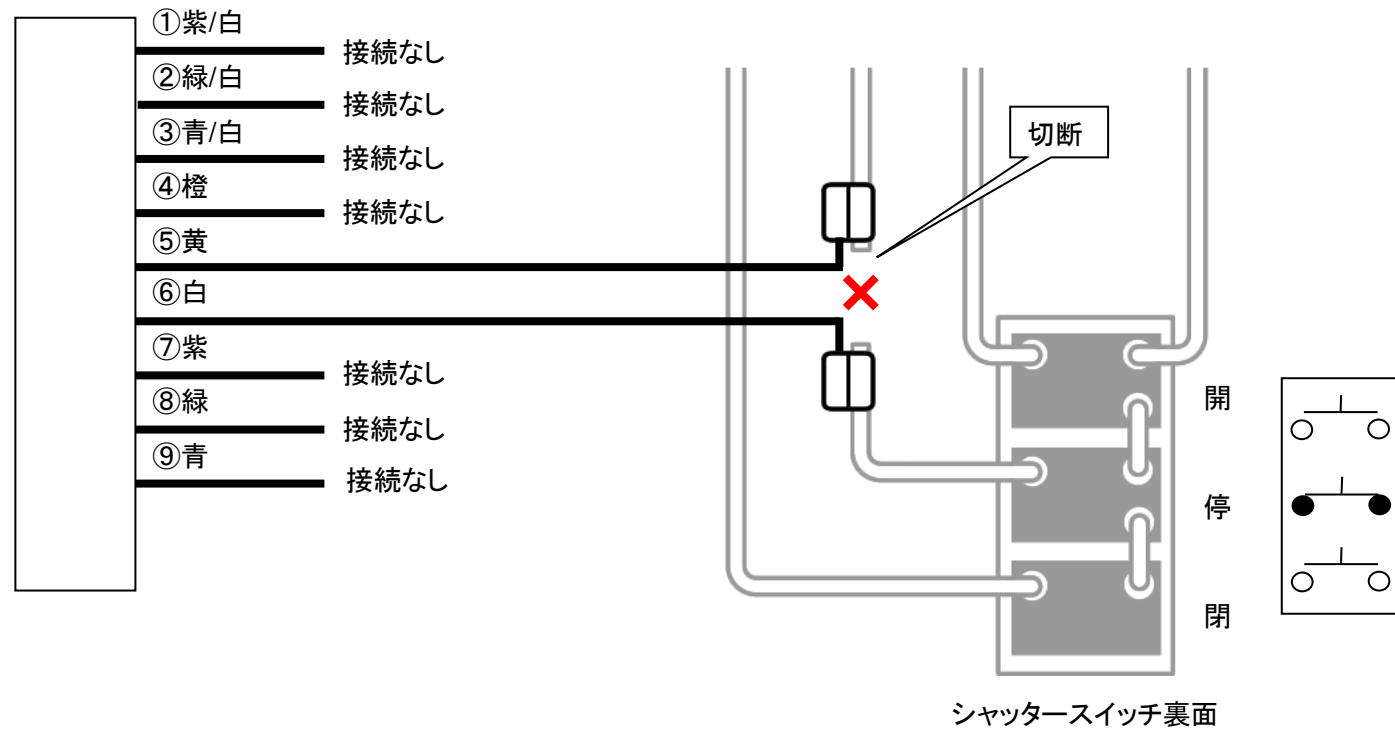 ①紫/白
接続なし
②緑/白
接続なし
③青/白
接続なし
④橙
接続なし
⑤黄
⑥白
⑦紫
接続なし
⑧緑
接続なし
⑨青
接続なし
切断
開
停
閉
シャッタースイッチ裏面